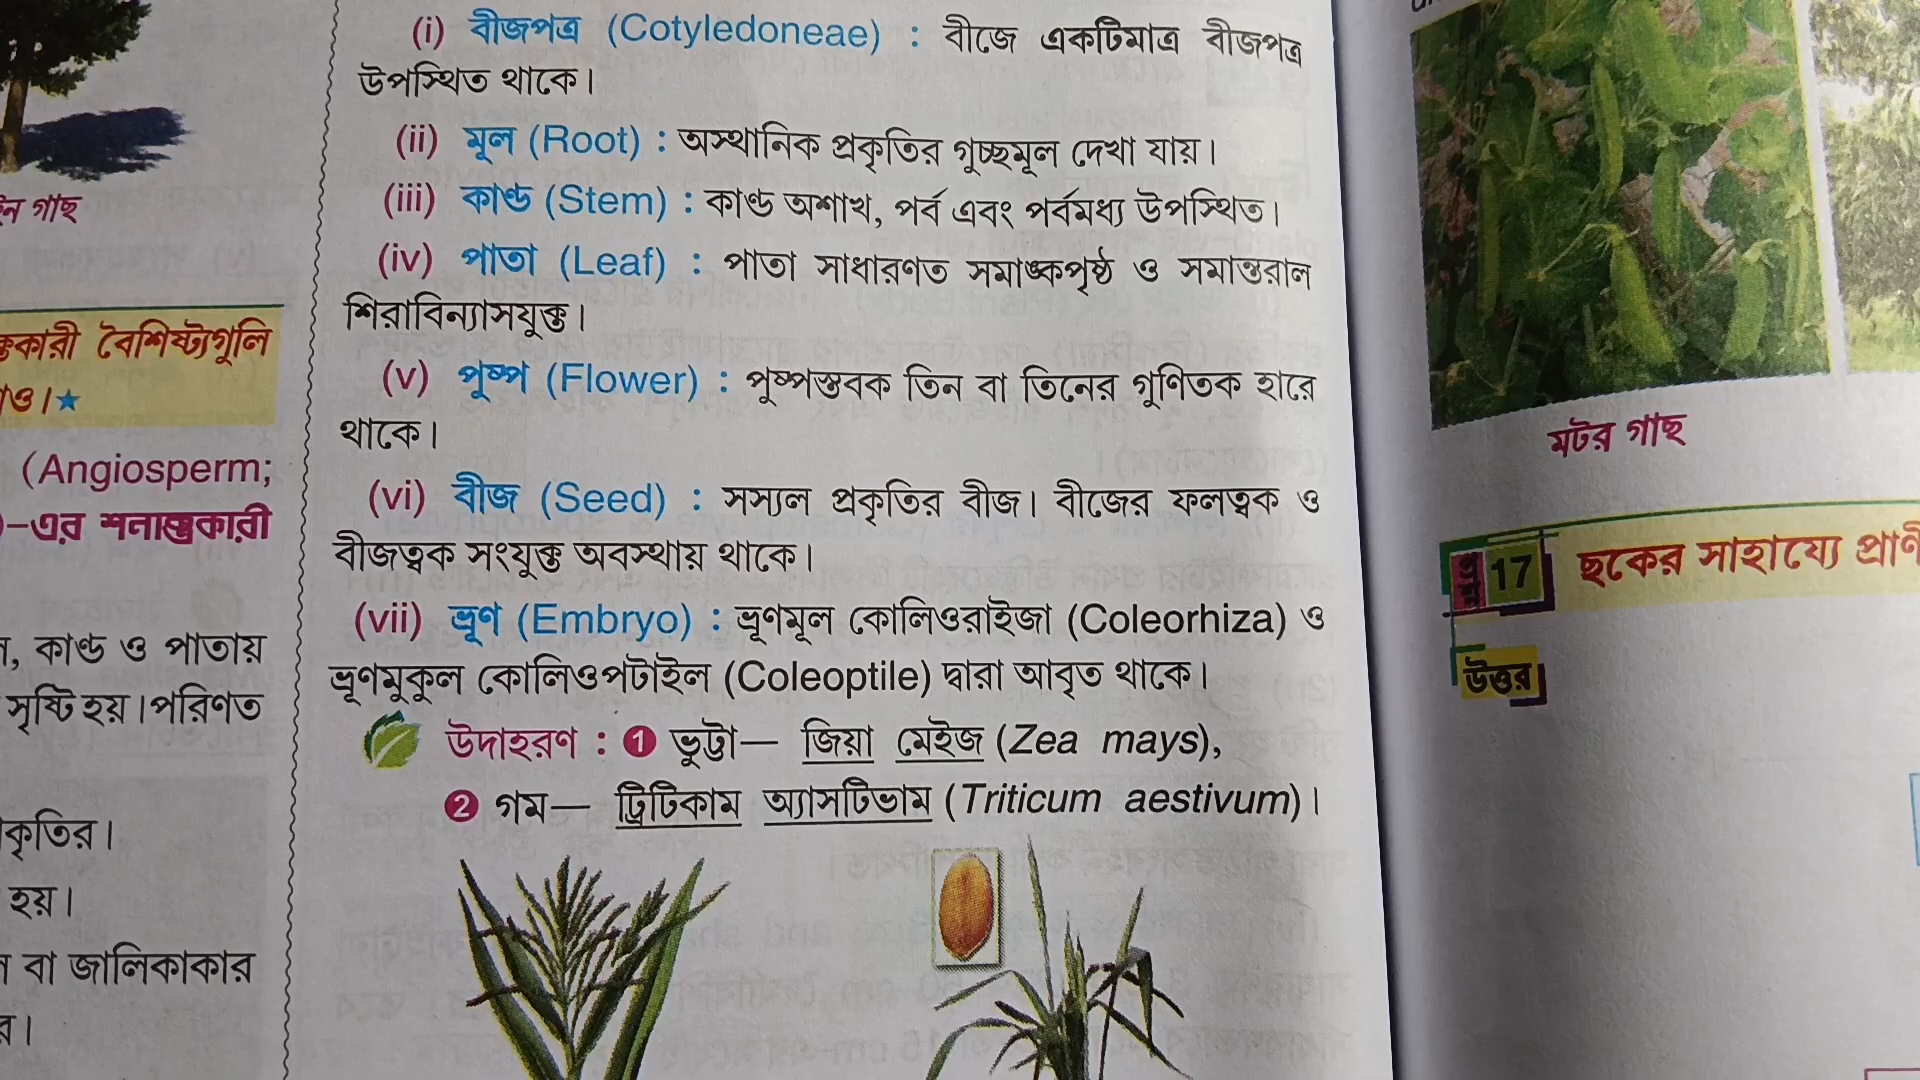 গাছ
বৈশিষ্ট্যগুলি
(Angiosperm;
-এর শনাক্তকারী
কাণ্ড ও পাতায়
সৃষ্টি হয়। পরিণত
হয়।
বা জালিকাকার
(i) বীজপত্র (Cotyledoneae) : বীজে একটিমাত্র বীজপত্র
উপস্থিত থাকে।
(ii) মূল (Root) : অস্থানিক প্রকৃতির গুচ্ছমূল দেখা যায়।
(iii) কাণ্ড (Stem) : কাণ্ড অশাখ, পর্ব এবং পর্বমধ্য উপস্থিত।
(iv) পাতা (Leaf) : পাতা সাধারণত সমাঙ্কপৃষ্ঠ ও সমান্তরাল
শিরাবিন্যাসযুক্ত।
(v) পুষ্প (Flower) : পুষ্পস্তবক তিন বা তিনের গুণিতক হারে
থাকে।
(vi) বীজ (Seed) : সস্যল প্রকৃতির বীজ। বীজের ফলত্বক ও
বীজত্বক সংযুক্ত অবস্থায় থাকে।
(vii) ভ্রূণ (Embryo) : ভ্রূণমূল কোলিওরাইজা (Coleorhiza) ও
ভ্রূণমুকুল কোলিওপটাইল (Coleoptile) দ্বারা আবৃত থাকে।
উদাহরণ : 1 ভুট্টা— জিয়া মেইজ (Zea mays),
2 গম— ট্রিটিকাম অ্যাসটিভাম (Triticum aestivum)।
মটর গাছ
প্রশ্ন 17 ছকের সাহায্যে
উত্তর